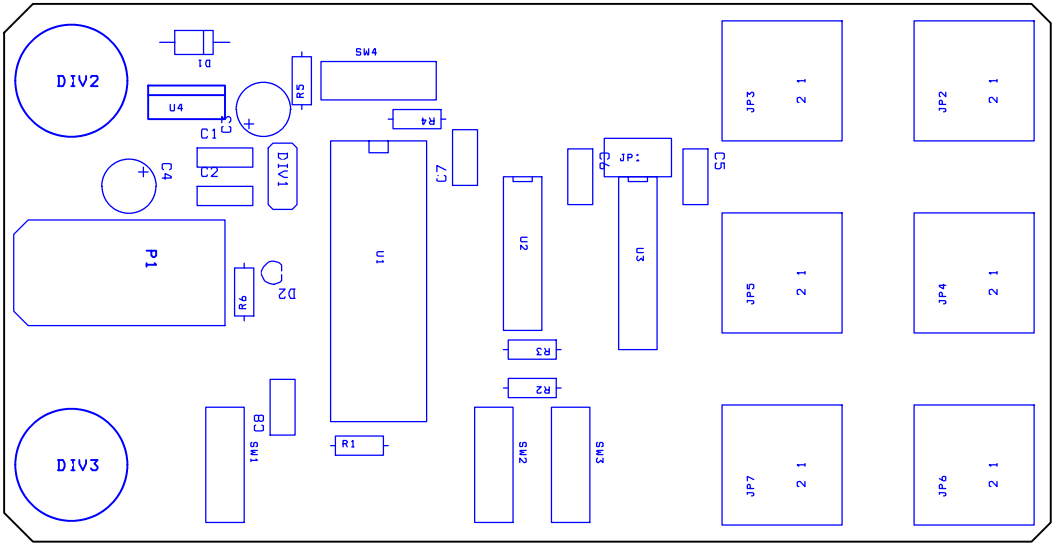 DIV2
D1
U4
C3
R5
SW4
R4
C1
C2
C4
DIV1
C7
U1
JP1
C5
U2
U3
JP3
2 1
JP2
2 1
P1
R6
D2
JP5
2 1
JP4
2 1
R3
R2
DIV3
C8
SW1
R1
SW2
SW3
JP7
2 1
JP6
2 1